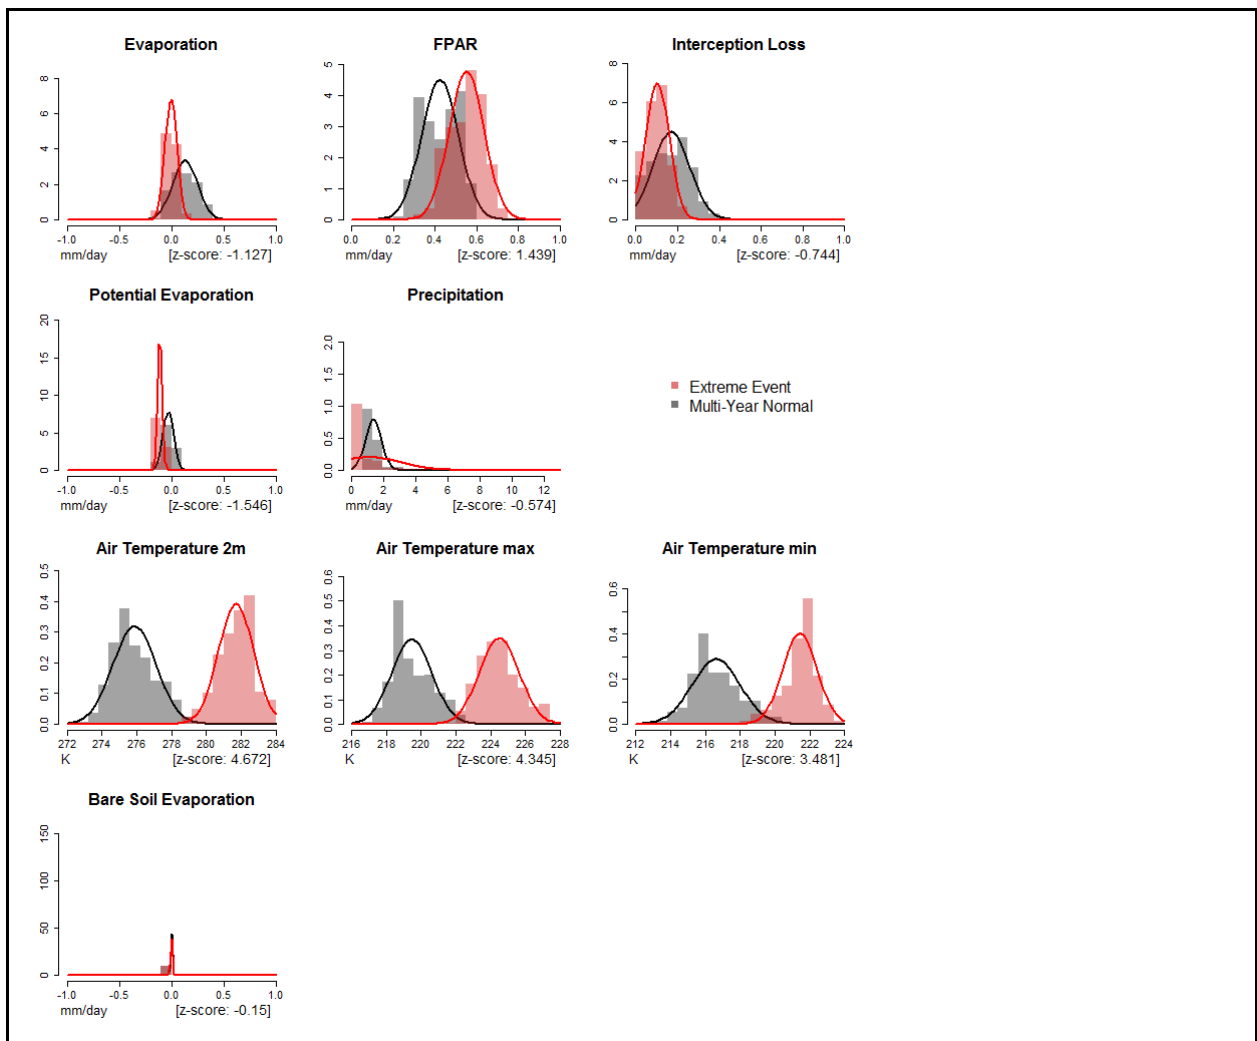 Evaporation
FPAR
Interception Loss
0 2 4 6 8
-1.0 -0.5 0.0 0.5 1.0
mm/day [z-score: -1.127]
0 1 2 3 4 5
0.0 0.2 0.4 0.6 0.8 1.0
mm/day [z-score: 1.439]
0 2 4 6 8
0.0 0.2 0.4 0.6 0.8 1.0
mm/day [z-score: -0.744]
Potential Evaporation
Precipitation
0 5 10 15 20
-1.0 -0.5 0.0 0.5 1.0
mm/day [z-score: -1.546]
0.0 0.5 1.0 1.5 2.0
0 2 4 6 8 10 12
mm/day [z-score: -0.574]
Extreme Event
Multi-Year Normal
Air Temperature 2m
Air Temperature max
Air Temperature min
0.0 0.1 0.2 0.3 0.4 0.5
272 274 276 278 280 282 284
K [z-score: 4.672]
0.0 0.1 0.2 0.3 0.4 0.5 0.6
216 218 220 222 224 226 228
K [z-score: 4.345]
0.0 0.2 0.4 0.6
212 214 216 218 220 222 224
K [z-score: 3.481]
Bare Soil Evaporation
0 50 100 150
-1.0 -0.5 0.0 0.5 1.0
mm/day [z-score: -0.15]